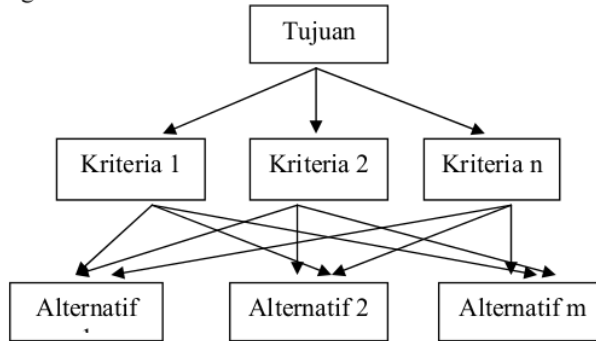 Tujuan
Kriteria 1
Kriteria 2
Kriteria n
Alternatif
Alternatif 2
Alternatif m